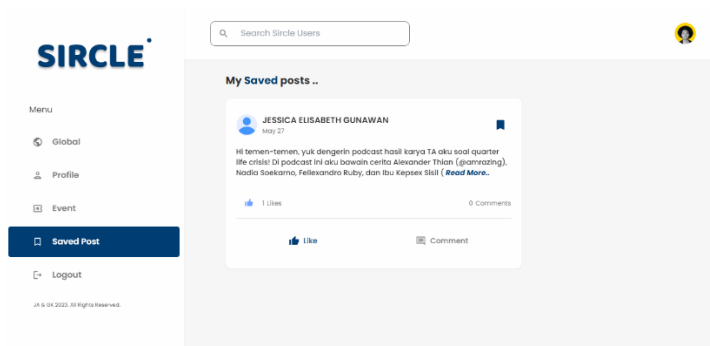 SIRCLE
Search Sircle Users
My Saved posts ..
Menu
Global
Profile
Event
Saved Post
Logout
JA & GK 2023. All Rights Reserved.
JESSICA ELISABETH GUNAWAN
May 27
Hi temen-temen, yuk dengerin podcast hasil karya TA aku soal quarter
life crisis! Di podcast ini aku bawain cerita Alexander Thian (@amrazing),
Nadia Soekarno, Fellexandro Ruby, dan Ibu Kepsex Sisil ( Read More..
1 Likes
0 Comments
Like
Comment